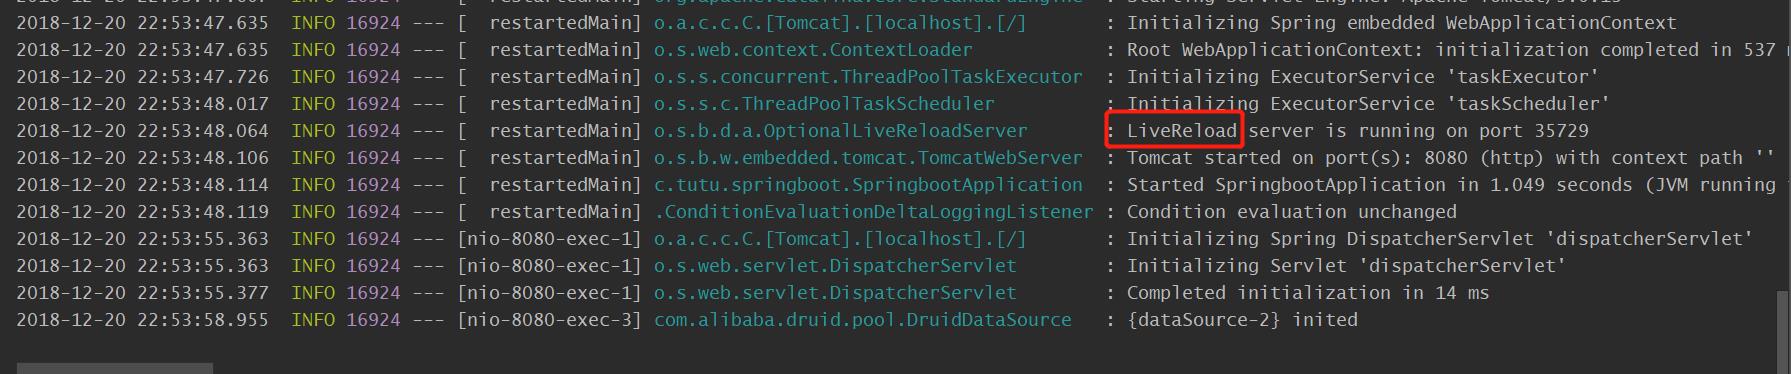 2018-12-20 22:53:47.635  INFO 16924 --- [  restartedMain] o.a.c.c.C.[Tomcat].[localhost].[/]       : Initializing Spring embedded WebApplicationContext
2018-12-20 22:53:47.635  INFO 16924 --- [  restartedMain] o.s.web.context.ContextLoader            : Root WebApplicationContext: initialization completed in 537
2018-12-20 22:53:47.726  INFO 16924 --- [  restartedMain] o.s.s.concurrent.ThreadPoolTaskExecutor  : Initializing ExecutorService 'taskExecutor'
2018-12-20 22:53:48.017  INFO 16924 --- [  restartedMain] o.s.s.c.ThreadPoolTaskScheduler          : Initializing ExecutorService 'taskScheduler'
2018-12-20 22:53:48.064  INFO 16924 --- [  restartedMain] o.s.b.d.a.OptionalLiveReloadServer       : LiveReload server is running on port 35729
2018-12-20 22:53:48.106  INFO 16924 --- [  restartedMain] o.s.b.w.embedded.tomcat.TomcatWebServer  : Tomcat started on port(s): 8080 (http) with context path ''
2018-12-20 22:53:48.114  INFO 16924 --- [  restartedMain] c.tutu.springboot.SpringbootApplication  : Started SpringbootApplication in 1.049 seconds (JVM running
2018-12-20 22:53:48.119  INFO 16924 --- [  restartedMain] .ConditionEvaluationDeltaLoggingListener : Condition evaluation unchanged
2018-12-20 22:53:55.363  INFO 16924 --- [nio-8080-exec-1] o.a.c.c.C.[Tomcat].[localhost].[/]       : Initializing Spring DispatcherServlet 'dispatcherServlet'
2018-12-20 22:53:55.363  INFO 16924 --- [nio-8080-exec-1] o.s.web.servlet.DispatcherServlet        : Initializing Servlet 'dispatcherServlet'
2018-12-20 22:53:55.377  INFO 16924 --- [nio-8080-exec-1] o.s.web.servlet.DispatcherServlet        : Completed initialization in 14 ms
2018-12-20 22:53:58.955  INFO 16924 --- [nio-8080-exec-3] com.alibaba.druid.pool.DruidDataSource   : {dataSource-2} inited